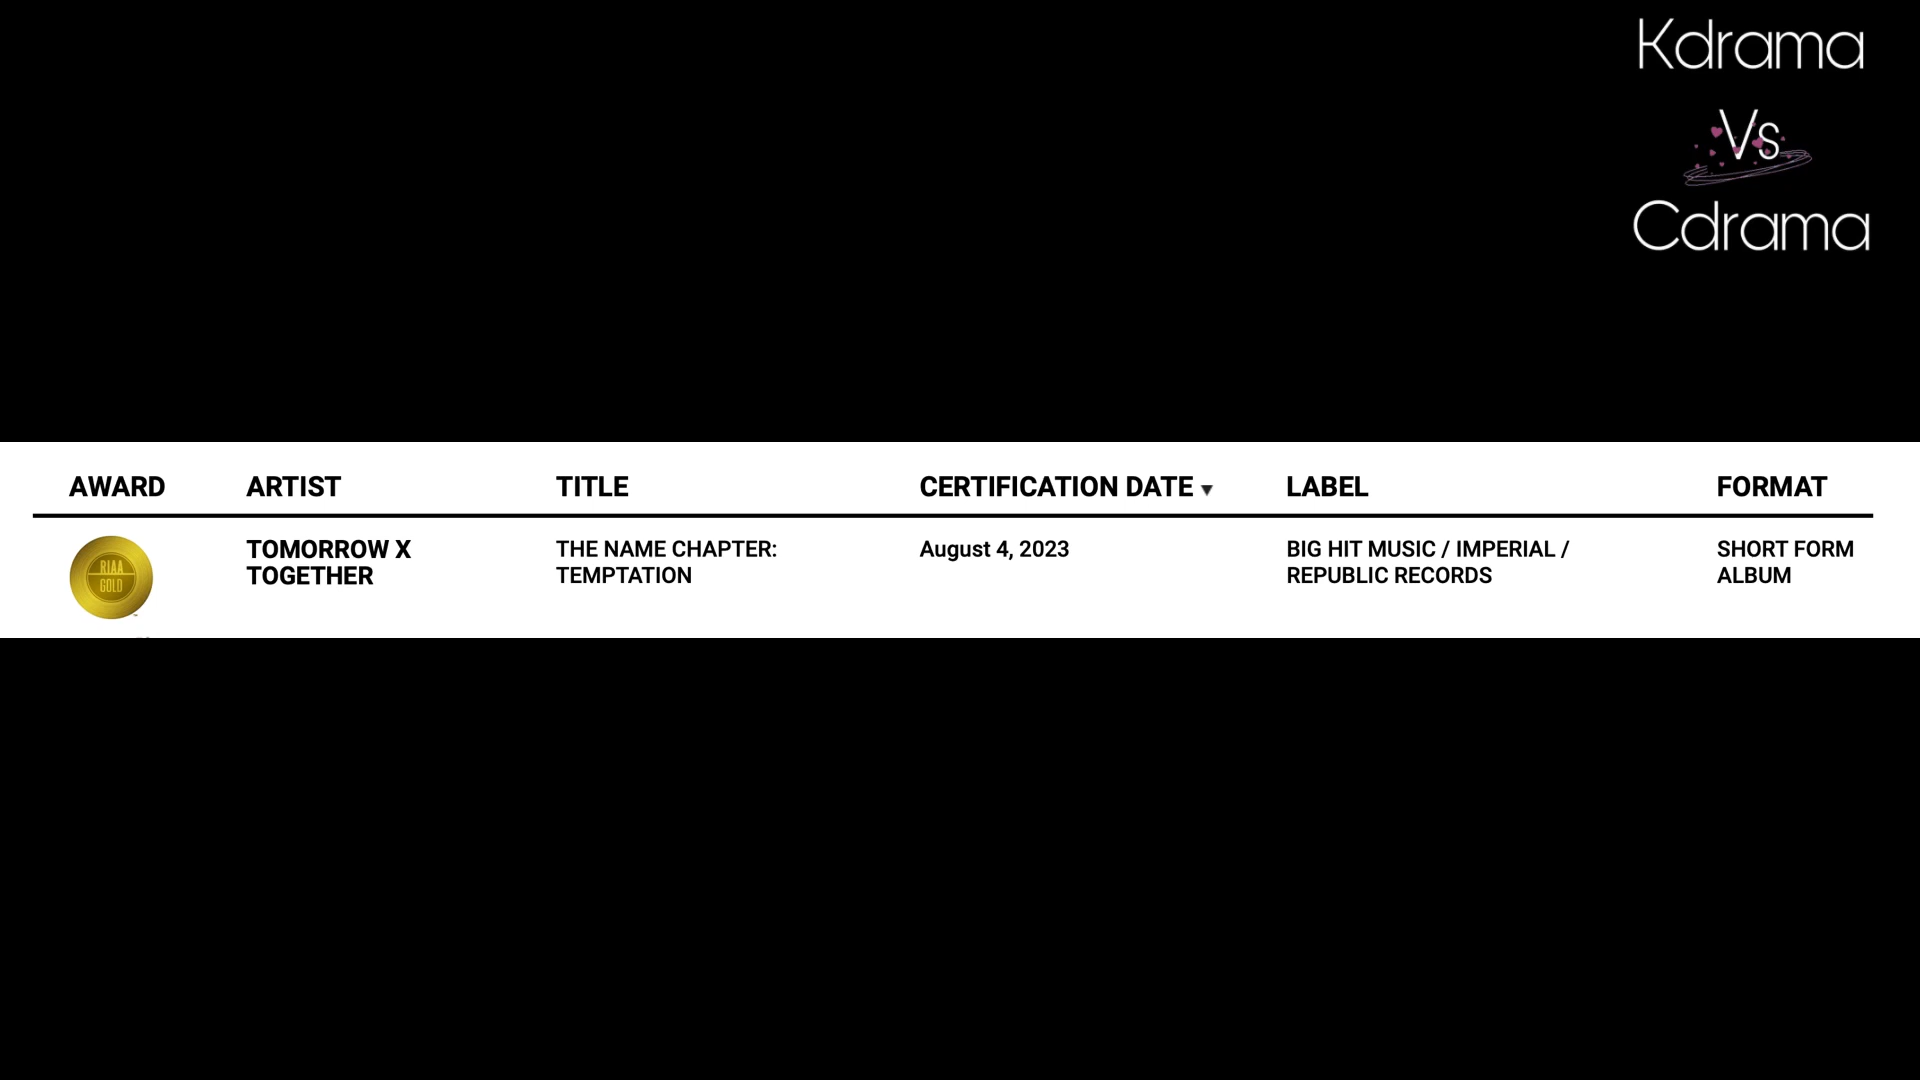 Kdrama
Vs
Cdrama
AWARD ARTIST TITLE CERTIFICATION DATE ▼ LABEL FORMAT
RIAA GOLD
TOMORROW X TOGETHER
THE NAME CHAPTER: TEMPTATION
August 4, 2023
BIG HIT MUSIC / IMPERIAL / REPUBLIC RECORDS
SHORT FORM ALBUM